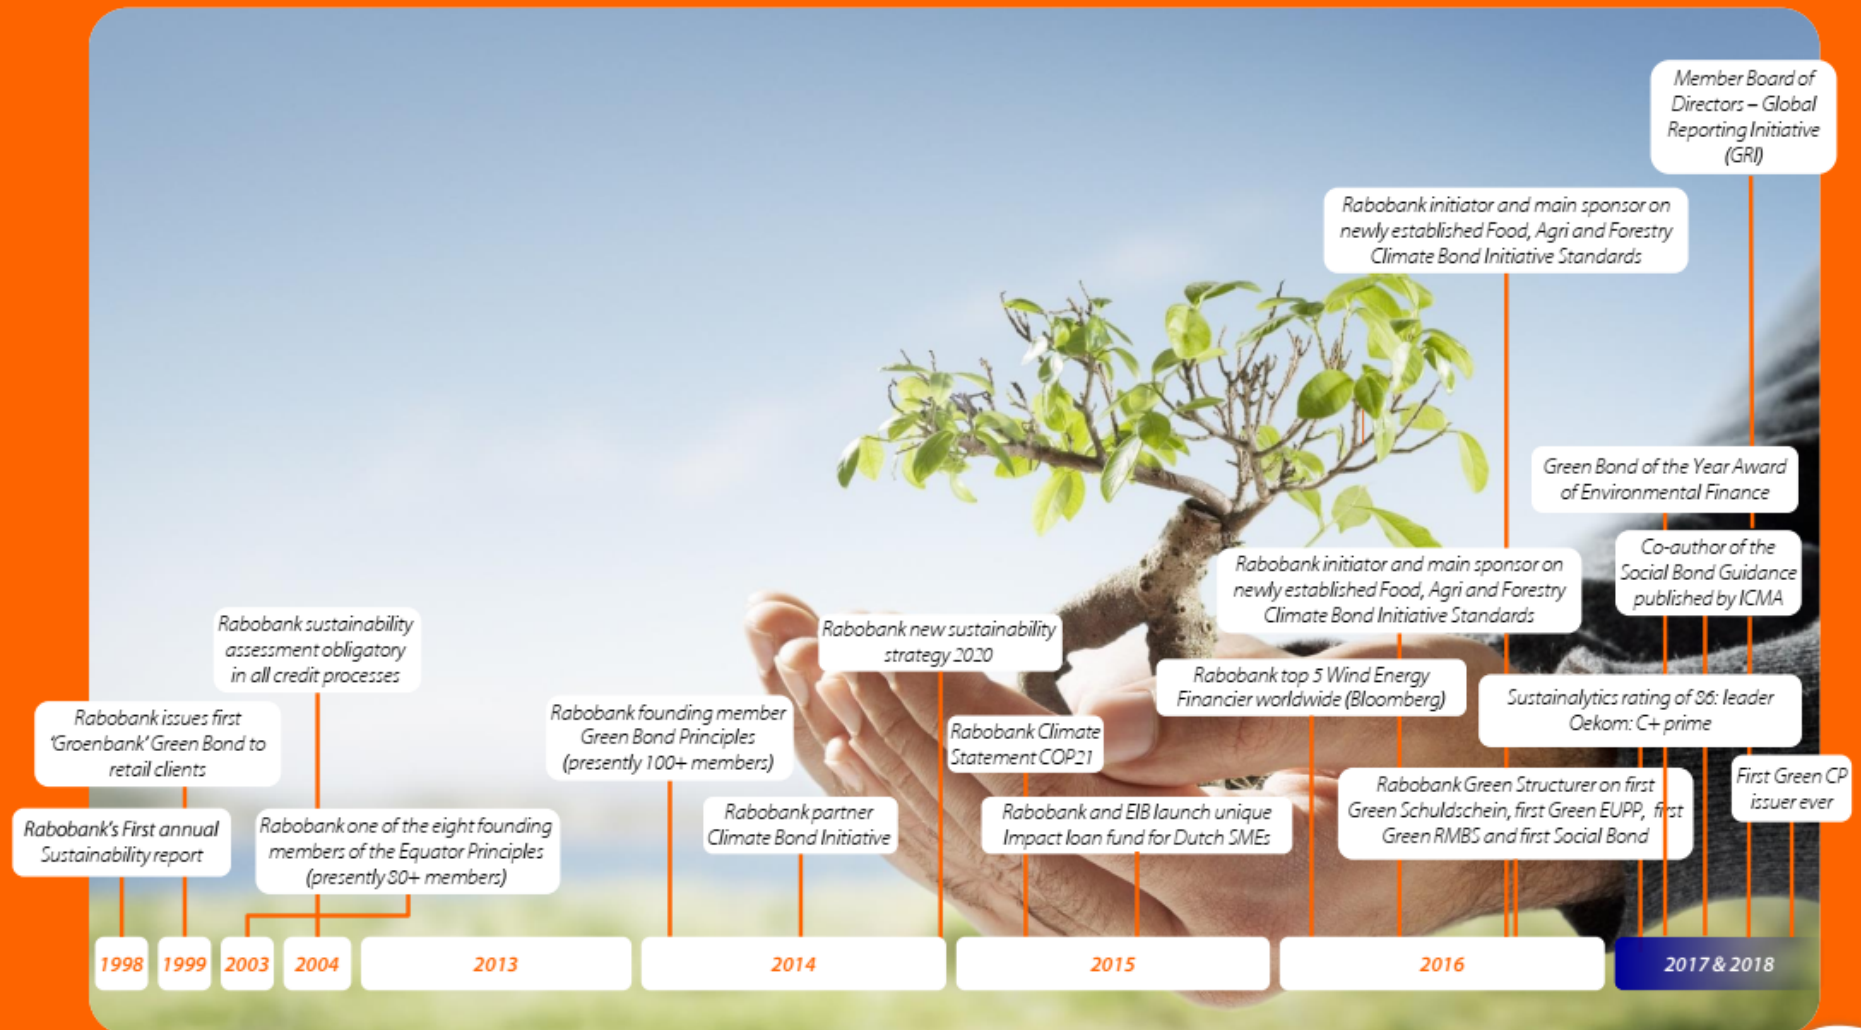 Member Board of
Directors – Global
Reporting Initiative
(GRI)
Rabobank initiator and main sponsor on
newly established Food, Agri and Forestry
Climate Bond Initiative Standards
Green Bond of the Year Award
of Environmental Finance
Co-author of the
Social Bond Guidance
published by ICMA
Rabobank initiator and main sponsor on
newly established Food, Agri and Forestry
Climate Bond Initiative Standards
Rabobank sustainability
assessment obligatory
in all credit processes
Rabobank new sustainability
strategy 2020
Rabobank top 5 Wind Energy
Financier worldwide (Bloomberg)
Sustainalytics rating of 86: leader
Oekom: C+ prime
Rabobank issues first
‘Groenbank’ Green Bond to
retail clients
Rabobank founding member
Green Bond Principles
(presently 100+ members)
Rabobank Climate
Statement COP21
First Green CP
issuer ever
Rabobank Green Structurer on first
Green Schuldschein, first Green EUPP, first
Green RMBS and first Social Bond
Rabobank's First annual
Sustainability report
Rabobank one of the eight founding
members of the Equator Principles
(presently 80+ members)
Rabobank partner
Climate Bond Initiative
Rabobank and EIB launch unique
Impact loan fund for Dutch SMEs
1998
1999
2003
2004
2013
2014
2015
2016
2017 & 2018